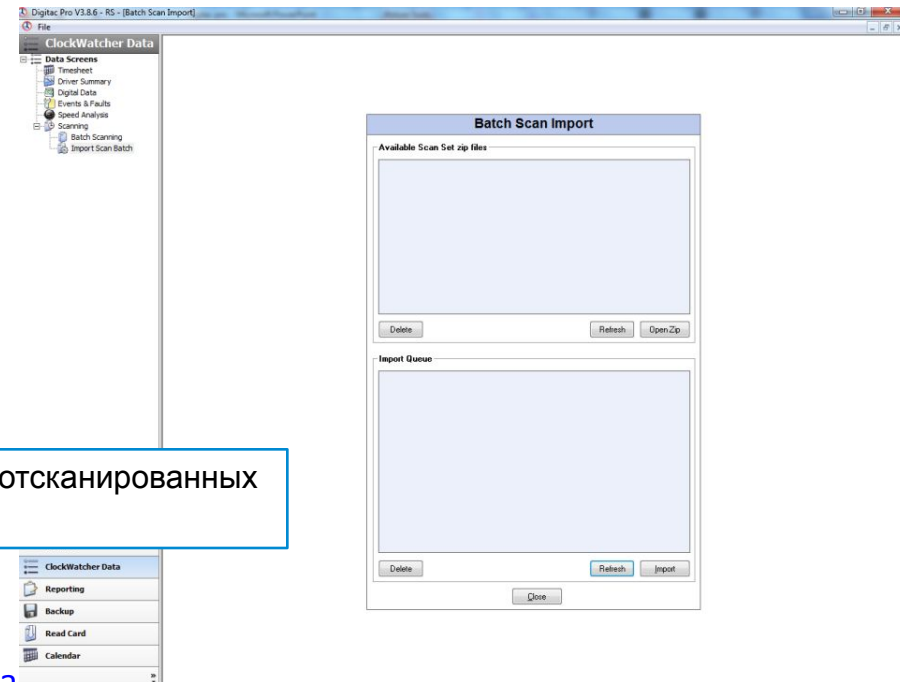 Digitac Pro V3.8.6 - RS - [Batch Scan Import]
File
ClockWatcher Data
Data Screens
Timesheet
Driver Summary
Digital Data
Events & Faults
Speed Analysis
Scanning
Batch Scanning
Import Scan Batch
Batch Scan Import
Available Scan Set zip files
Delete
Refresh
Open Zip
Import Queue
Delete
Refresh
Import
Close
отсканированных
ClockWatcher Data
Reporting
Backup
Read Card
Calendar
а